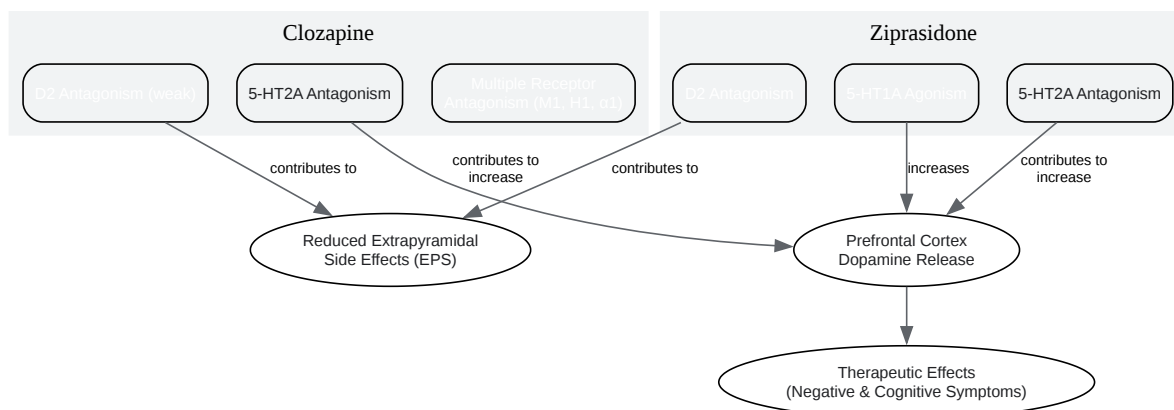 Clozapine
Ziprasidone
D2 Antagonism (weak)
5-HT2A Antagonism
Multiple Receptor
Antagonism (M1, H1, α1)
D2 Antagonism
5-HT1A Agonism
5-HT2A Antagonism
contributes to
contributes to
increase
contributes to
increases
contributes to
increase
Reduced Extrapyramidal
Side Effects (EPS)
Prefrontal Cortex
Dopamine Release
Therapeutic Effects
(Negative & Cognitive Symptoms)